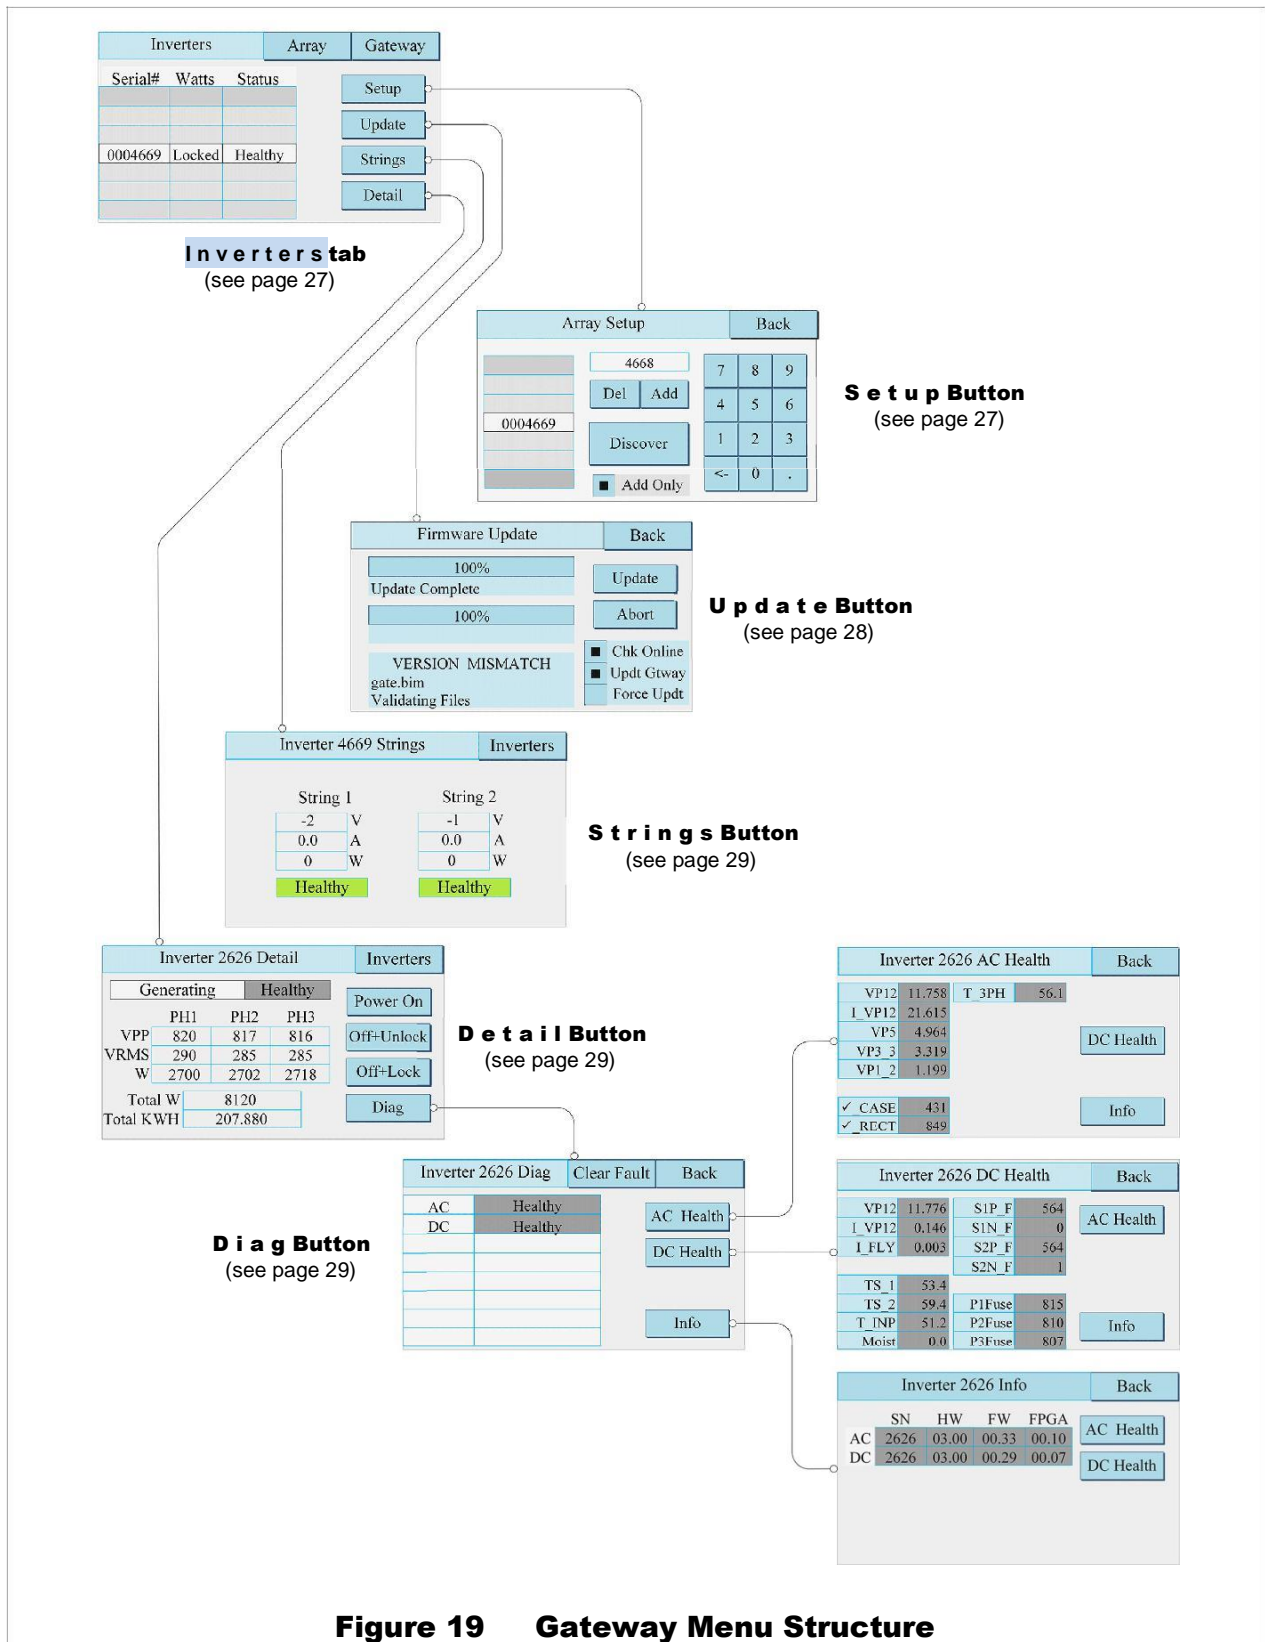 Inverters Array Gateway
Serial# Watts Status
Setup
Update
0004669 Locked Healthy
Strings
Detail
Inverters tab
(see page 27)
Array Setup Back
4668
7 8 9
Del Add
4 5 6
0004669
Discover
1 2 3
<- 0 .
Add Only
Setup Button
(see page 27)
Firmware Update Back
100%
Update
Update Complete
100%
Abort
Chk Online
VERSION MISMATCH
Updt Gtway
gate.bim
Force Updt
Validating Files
Update Button
(see page 28)
Inverter 4669 Strings Inverters
String 1 String 2
-2 V -1 V
0.0 A 0.0 A
0 W 0 W
Healthy Healthy
Strings Button
(see page 29)
Inverter 2626 Detail Inverters
Generating Healthy
Power On
PH1 PH2 PH3
VPP 820 817 816
Off+Unlock
VRMS 290 285 285
W 2700 2702 2718
Off+Lock
Total W 8120
Diag
Total KWH 207.880
Detail Button
(see page 29)
Inverter 2626 Diag Clear Fault Back
AC Healthy
AC Health
DC Healthy
DC Health
Info
Diag Button
(see page 29)
Inverter 2626 AC Health Back
VP12 11.758 T_3PH 56.1
I_VP12 21.615
VP5 4.964
DC Health
VP3_3 3.319
VP1_2 1.199
✓_CASE 431
Info
✓_RECT 849
Inverter 2626 DC Health Back
VP12 11.776 S1P_F 564
AC Health
I_VP12 0.146 S1N_F 0
I_FLY 0.003 S2P_F 564
S2N_F 1
TS_1 53.4
TS_2 59.4 P1Fuse 815
T_INP 51.2 P2Fuse 810
Info
Moist 0.0 P3Fuse 807
Inverter 2626 Info Back
SN HW FW FPGA
AC Health
AC 2626 03.00 00.33 00.10
DC 2626 03.00 00.29 00.07
DC Health
Figure 19 Gateway Menu Structure